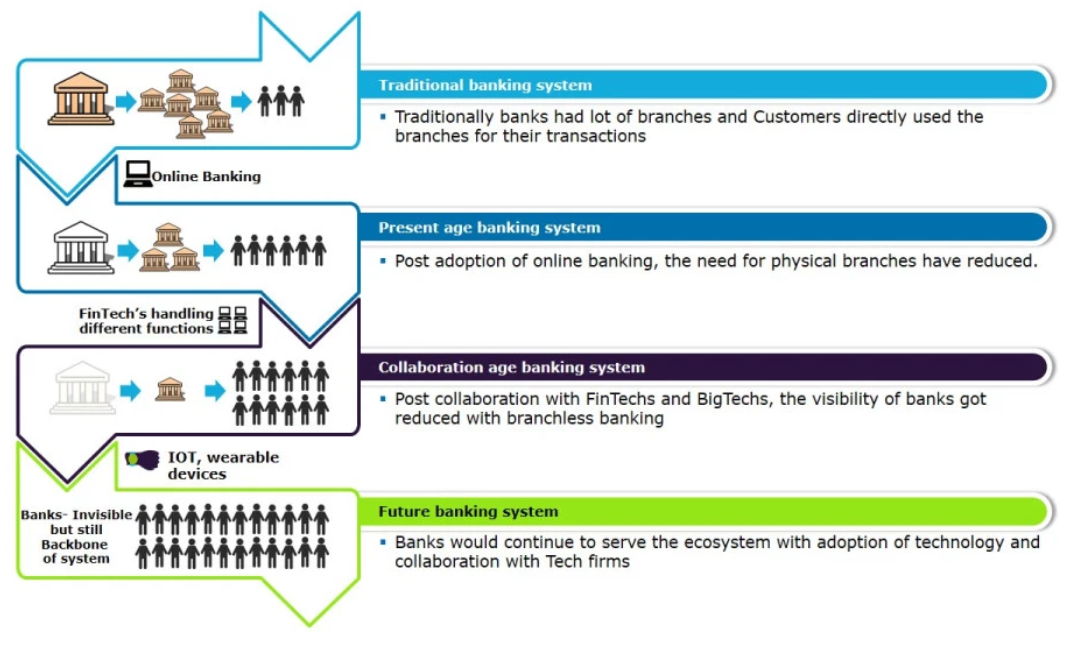 Traditional banking system
▪ Traditionally banks had lot of branches and Customers directly used the
branches for their transactions
Online Banking
Present age banking system
▪ Post adoption of online banking, the need for physical branches have reduced.
FinTech's handling
different functions
Collaboration age banking system
▪ Post collaboration with FinTechs and BigTechs, the visibility of banks got
reduced with branchless banking
IOT, wearable
devices
Banks- Invisible
but still
Backbone
of system
Future banking system
▪ Banks would continue to serve the ecosystem with adoption of technology and
collaboration with Tech firms